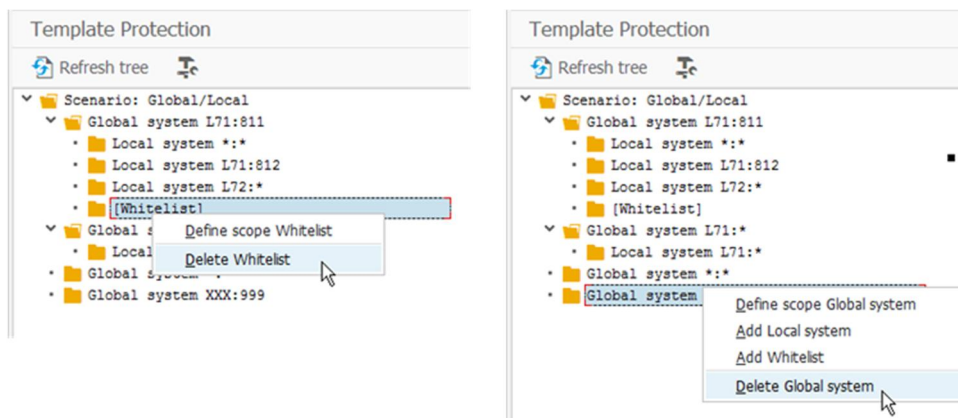 Template Protection
Refresh tree
Scenario: Global/Local
Global system L71:811
Local system *:*
Local system L71:812
Local system L72:*
[Whitelist]
Global s
Define scope Whitelist
Local
Delete Whitelist
Global
Global system XXX:999
Template Protection
Refresh tree
Scenario: Global/Local
Global system L71:811
Local system *:*
Local system L71:812
Local system L72:*
[Whitelist]
Global system L71:*
Local system L71:*
Global system *:*
Global system
Define scope Global system
Add Local system
Add Whitelist
Delete Global system